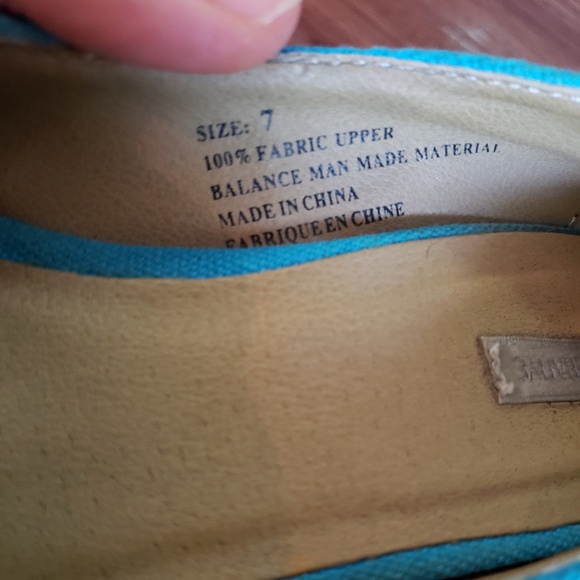 SIZE: 7
100% FABRIC UPPER
BALANCE MAN MADE MATERIAL
MADE IN CHINA
FABRIQUE EN CHINE